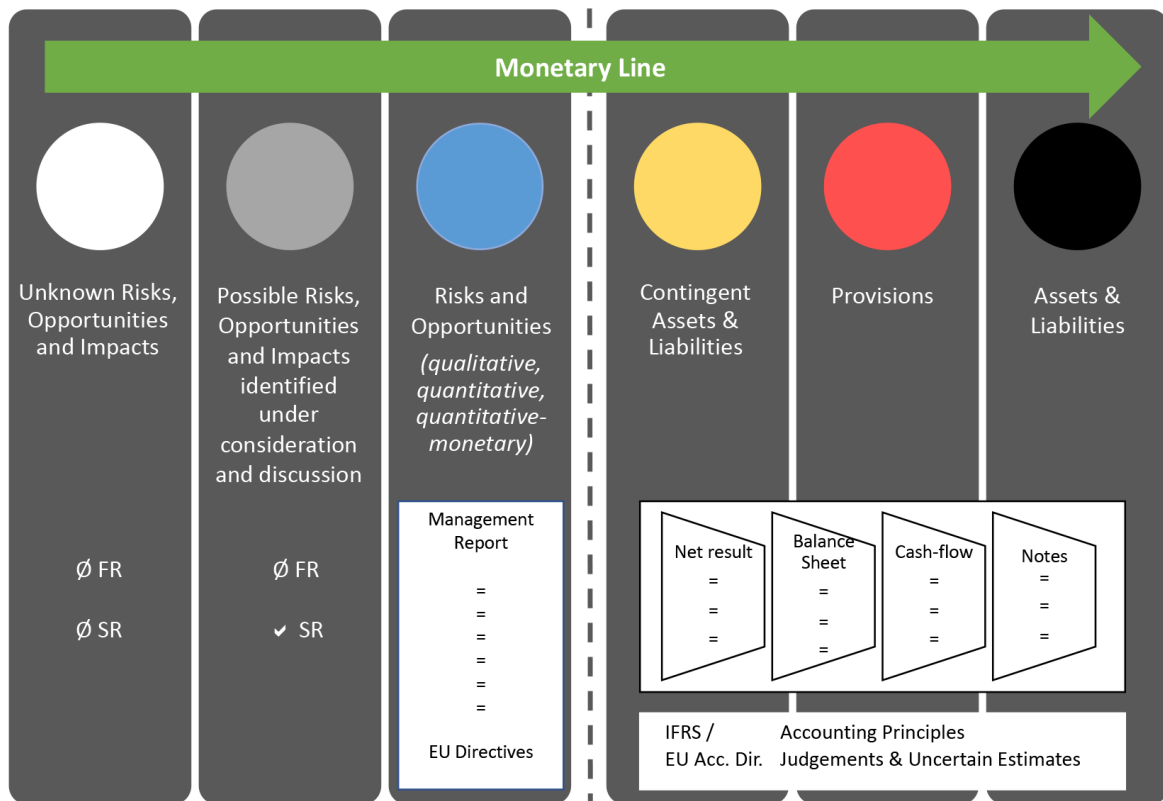 Monetary Line
Unknown Risks,
Opportunities
and Impacts
Ø FR
Ø SR
Possible Risks,
Opportunities
and Impacts
identified
under
consideration
and discussion
Ø FR
✓ SR
Risks and
Opportunities
(qualitative,
quantitative,
quantitative-
monetary)
Management
Report
=
=
=
=
=
=
EU Directives
Contingent
Assets &
Liabilities
Provisions
Assets &
Liabilities
Net result
=
=
=
Balance
Sheet
=
=
=
Cash-flow
=
=
=
Notes
=
=
=
IFRS / Accounting Principles
EU Acc. Dir. Judgements & Uncertain Estimates